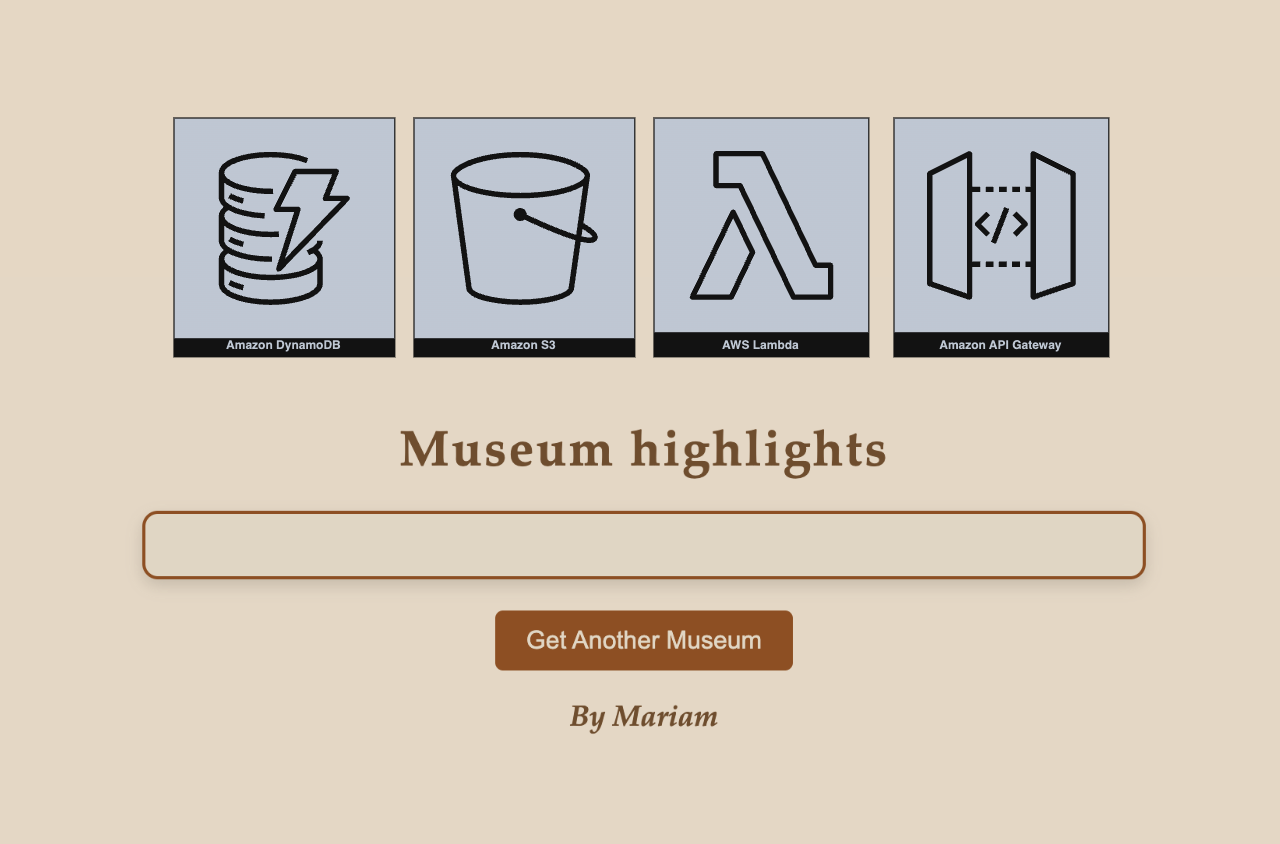 Amazon DynamoDB
Amazon S3
AWS Lambda
Amazon API Gateway
</>
Museum highlights
Get Another Museum
By Mariam